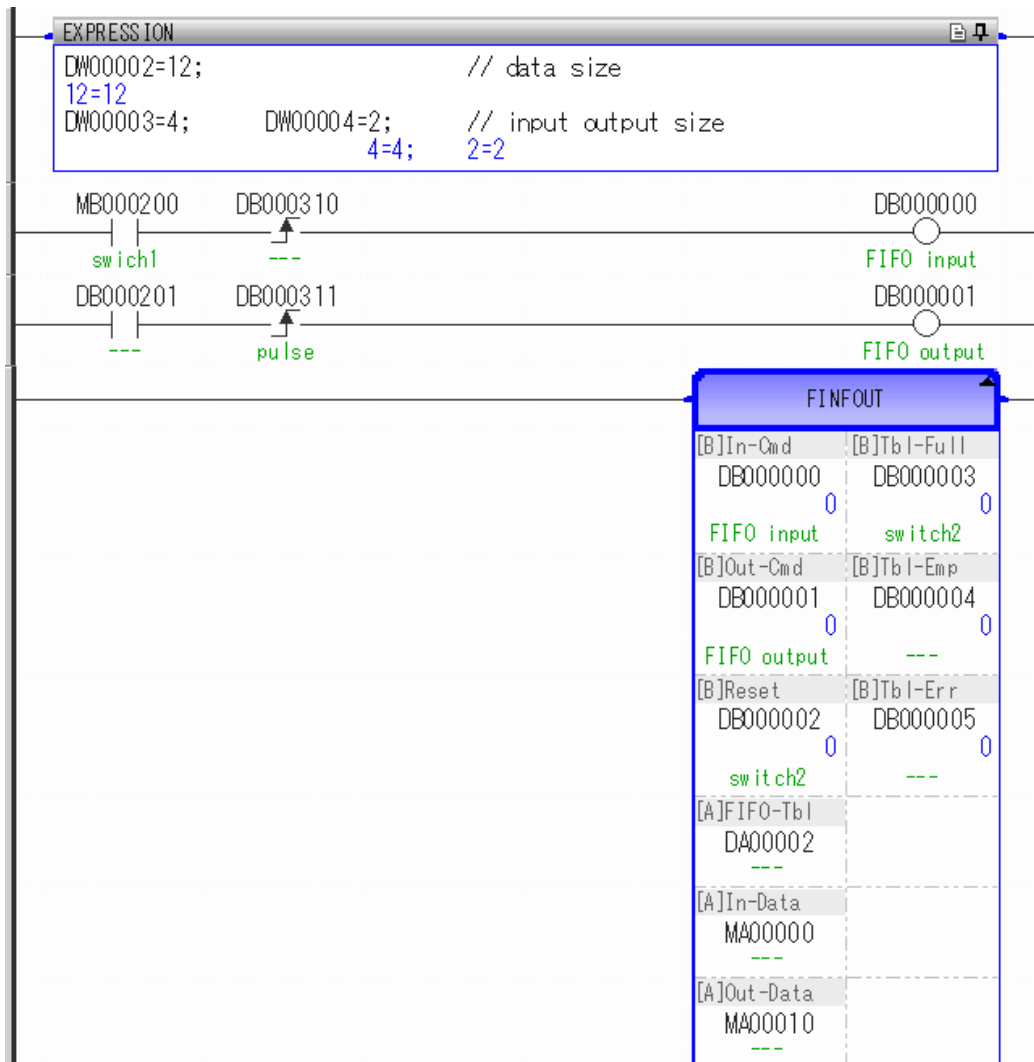 EXPRESSION
DW00002=12; // data size
12=12
DW00003=4; DW00004=2; // input output size
4=4; 2=2
MB000200 DB000310 DB000000
swich1 --- FIFO input
DB000201 DB000311 DB000001
--- pulse FIFO output
FINFOUT
[B]In-Cmd [B]Tbl-Full
DB000000 DB000003
0 0
FIFO input switch2
[B]Out-Cmd [B]Tbl-Emp
DB000001 DB000004
0 0
FIFO output ---
[B]Reset [B]Tbl-Err
DB000002 DB000005
0 0
switch2 ---
[A]FIFO-Tbl
DA00002
---
[A]In-Data
MA00000
---
[A]Out-Data
MA00010
---